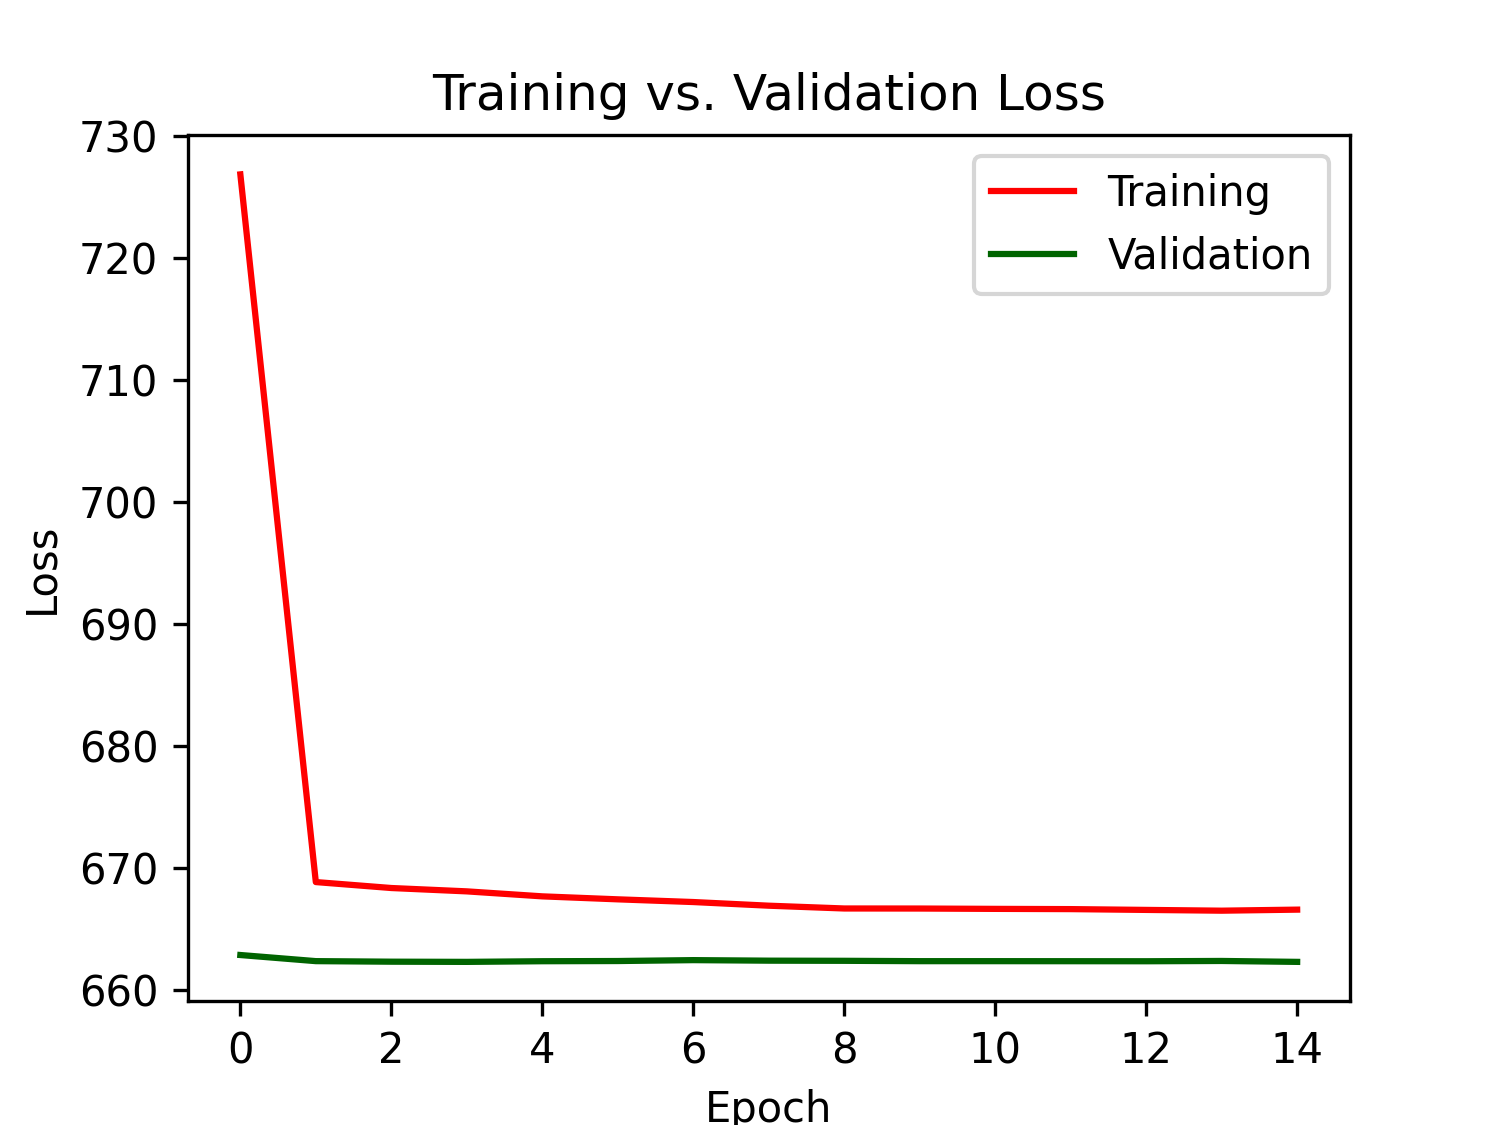 Training vs. Validation Loss
730
720
710
700
690
680
670
660
Loss
Training
Validation
0 2 4 6 8 10 12 14
Epoch